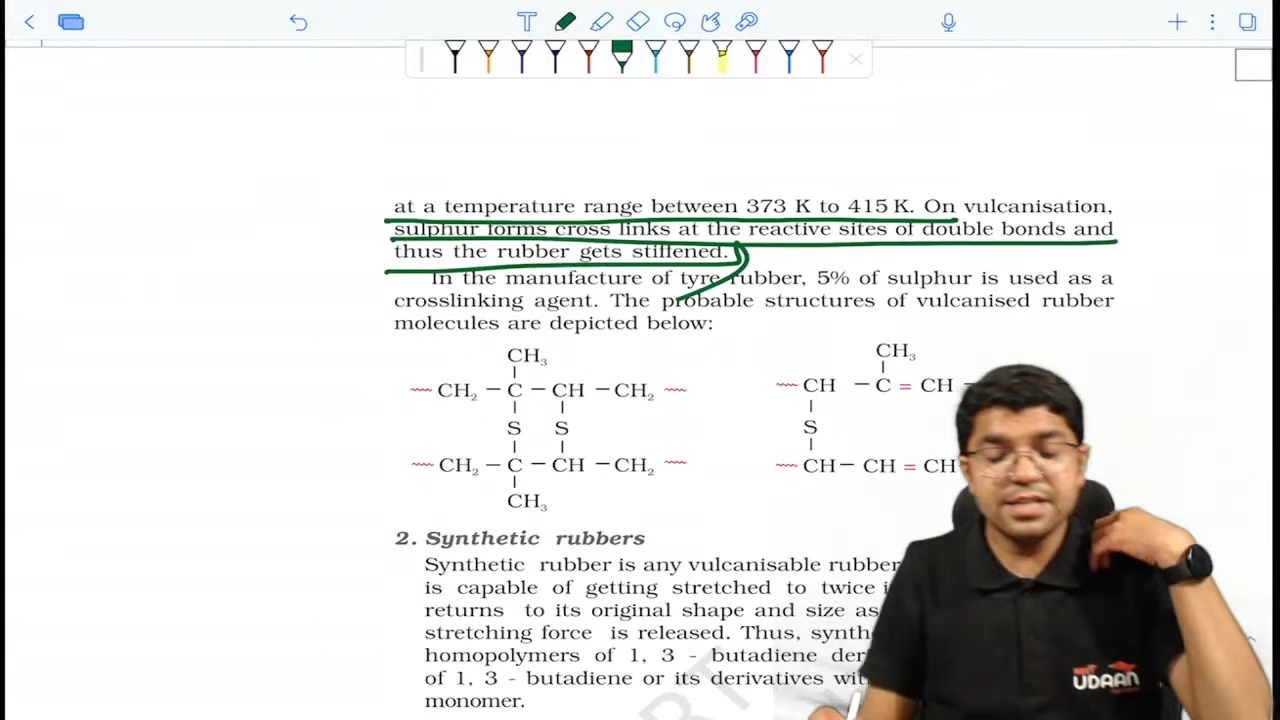 at a temperature range between 373 K to 415 K. On vulcanisation,
sulphur forms cross links at the reactive sites of double bonds and
thus the rubber gets stiffened.
In the manufacture of tyre rubber, 5% of sulphur is used as a
crosslinking agent. The probable structures of vulcanised rubber
molecules are depicted below:
CH₃ CH₃
CH₂ – C – CH – CH₂ CH – C = CH –
S S S
CH₂ – C – CH – CH₂ CH – CH = CH
CH₃
2. Synthetic rubbers
Synthetic rubber is any vulcanisable rubber
is capable of getting stretched to twice
returns to its original shape and size as
stretching force is released. Thus,
homopolymers of 1, 3 - butadiene
of 1, 3 - butadiene or its derivatives
monomer.
UDAAN